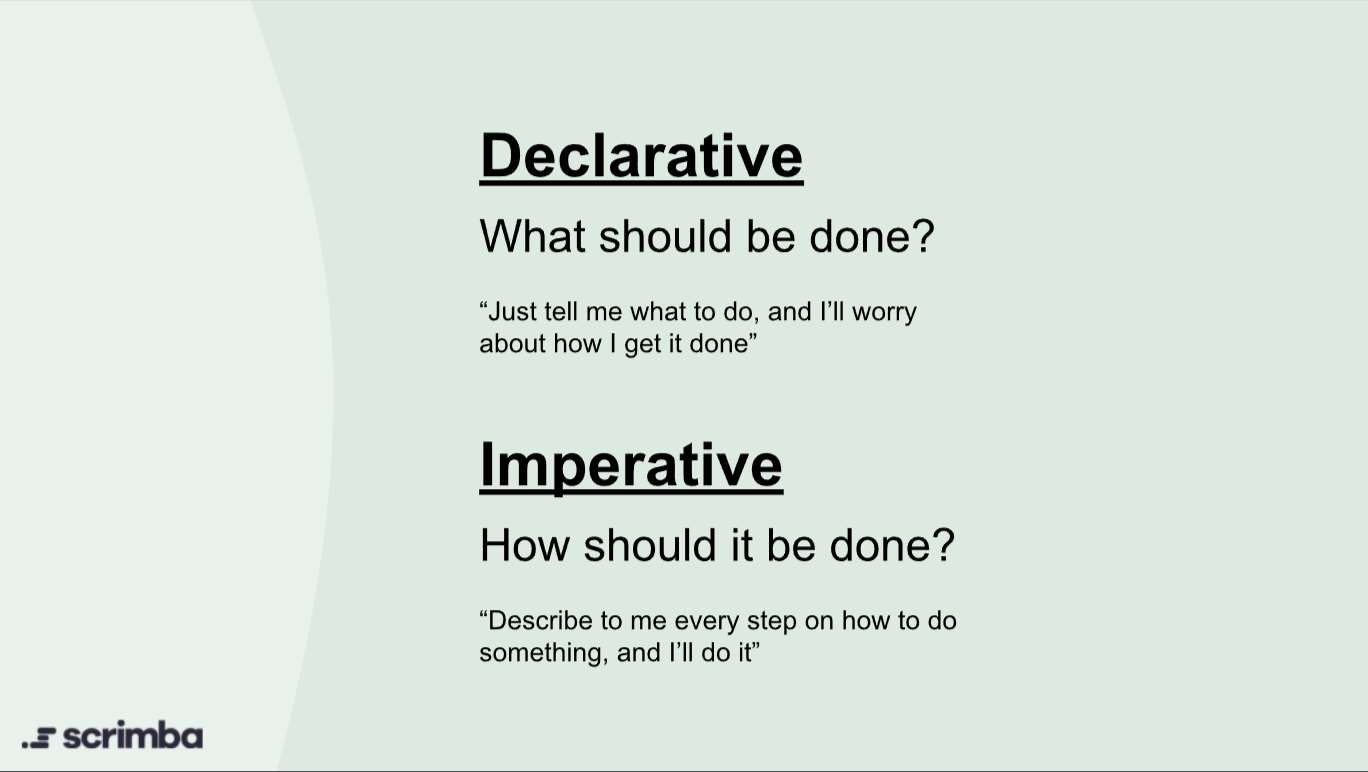 Declarative
What should be done?
“Just tell me what to do, and I’ll worry
about how I get it done”
Imperative
How should it be done?
“Describe to me every step on how to do
something, and I’ll do it”
scrimba